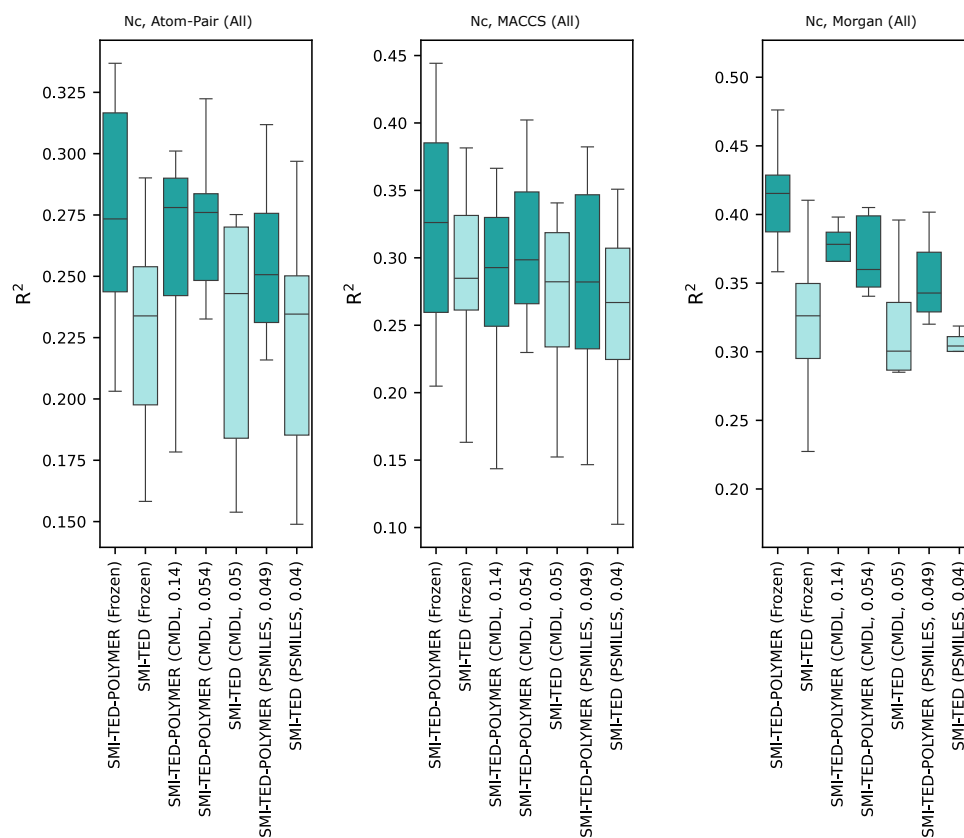 Nc, Atom-Pair (All)
R²
0.325
0.300
0.275
0.250
0.225
0.200
0.175
0.150
SMI-TED-POLYMER (Frozen)
SMI-TED (Frozen)
SMI-TED-POLYMER (CMDL, 0.14)
SMI-TED-POLYMER (CMDL, 0.054)
SMI-TED (CMDL, 0.05)
SMI-TED-POLYMER (PSMILES, 0.049)
SMI-TED (PSMILES, 0.04)
Nc, MACCS (All)
R²
0.45
0.40
0.35
0.30
0.25
0.20
0.15
0.10
SMI-TED-POLYMER (Frozen)
SMI-TED (Frozen)
SMI-TED-POLYMER (CMDL, 0.14)
SMI-TED-POLYMER (CMDL, 0.054)
SMI-TED (CMDL, 0.05)
SMI-TED-POLYMER (PSMILES, 0.049)
SMI-TED (PSMILES, 0.04)
Nc, Morgan (All)
R²
0.50
0.45
0.40
0.35
0.30
0.25
0.20
SMI-TED-POLYMER (Frozen)
SMI-TED (Frozen)
SMI-TED-POLYMER (CMDL, 0.14)
SMI-TED-POLYMER (CMDL, 0.054)
SMI-TED (CMDL, 0.05)
SMI-TED-POLYMER (PSMILES, 0.049)
SMI-TED (PSMILES, 0.04)